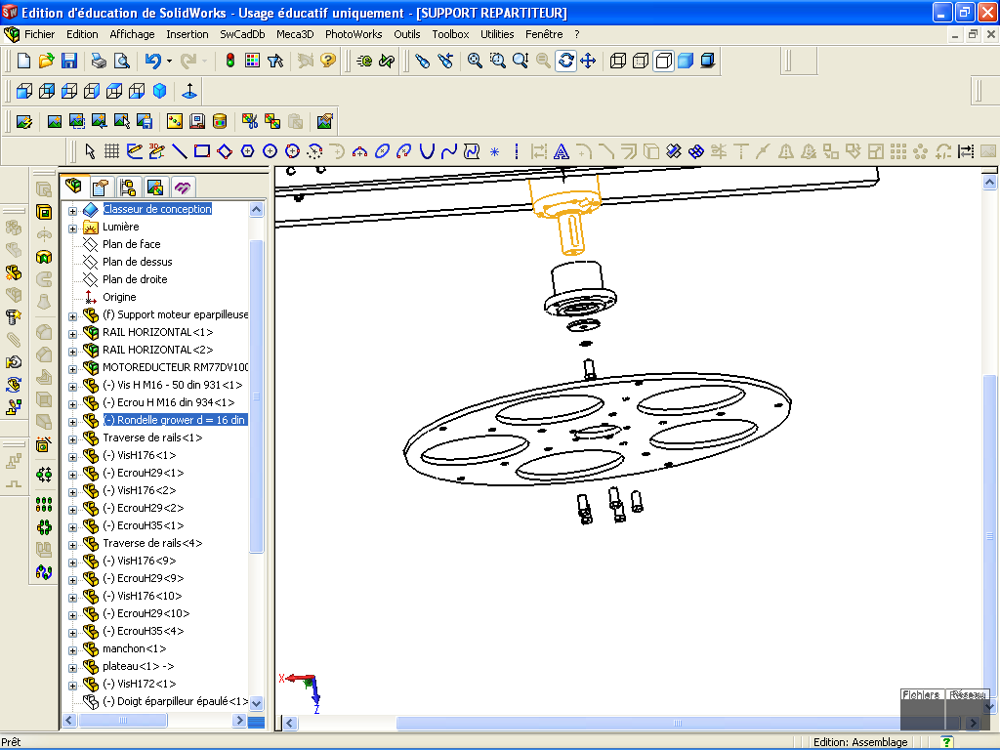 Edition d'éducation de SolidWorks - Usage éducatif uniquement - [SUPPORT REPARTITEUR]
Fichier Edition Affichage Insertion SwCadDb Meca3D PhotoWorks Outils Toolbox Utilities Fenêtre ?
Classeur de conception
Lumière
Plan de face
Plan de dessus
Plan de droite
Origine
(f) Support moteur eparpilleuse
RAIL HORIZONTAL<1>
RAIL HORIZONTAL<2>
MOTOREDUCTEUR RM77DV100
(-) Vis H M16 - 50 din 931<1>
(-) Ecrou H M16 din 934<1>
(-) Rondelle grower d = 16 din
Traverse de rails<1>
(-) VisH176<1>
(-) EcrouH29<1>
(-) VisH176<2>
(-) EcrouH29<2>
(-) EcrouH35<1>
Traverse de rails<4>
(-) VisH176<9>
(-) EcrouH29<9>
(-) VisH176<10>
(-) EcrouH29<10>
(-) EcrouH35<4>
manchon<1>
plateau<1> ->
(-) VisH172<1>
(-) Doigt éparpilleur épaulé<1>
X
Z
Fichiers Réseau
Prêt
Edition: Assemblage